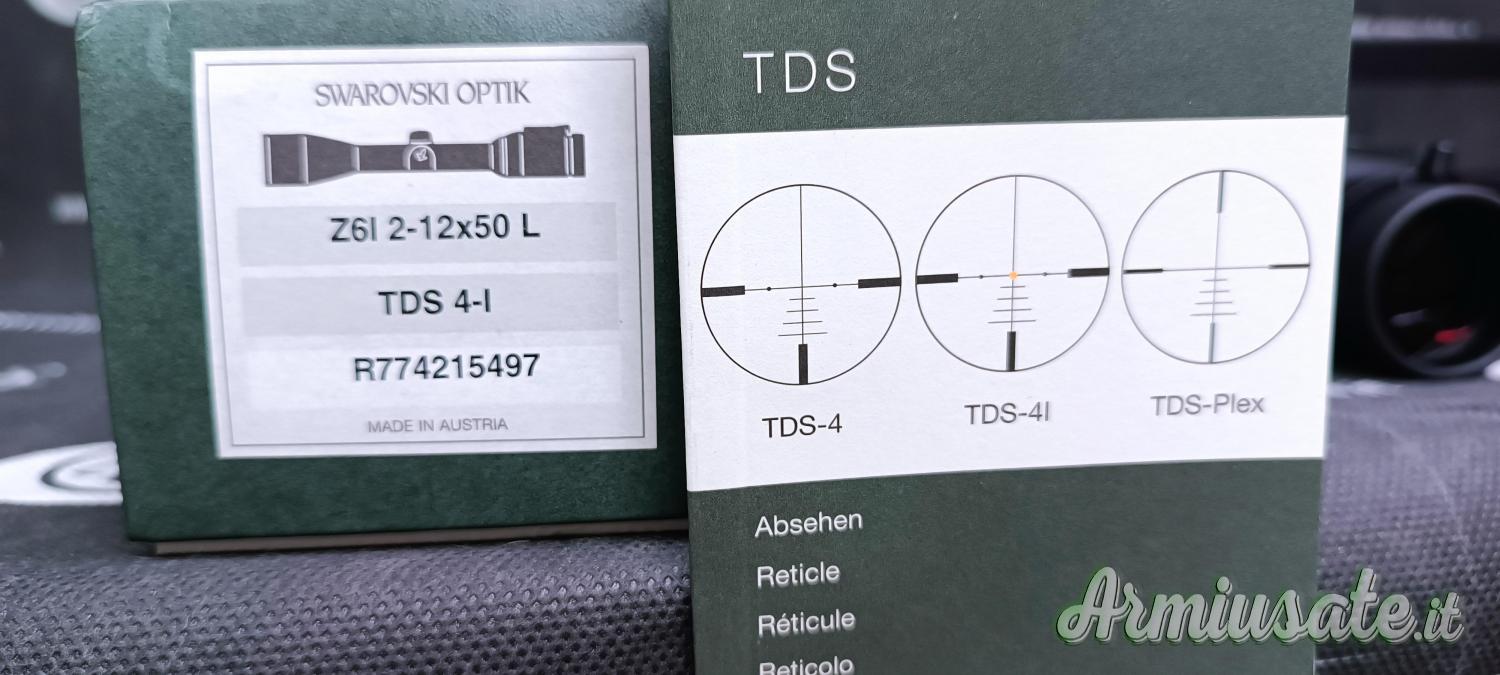 SWAROVSKI OPTIK
Z6I 2-12x50 L
TDS 4-I
R774215497
MADE IN AUSTRIA
TDS
TDS-4
TDS-4I
TDS-Plex
Absehen
Reticle
Réticule
Reticolo
Armiusate.it